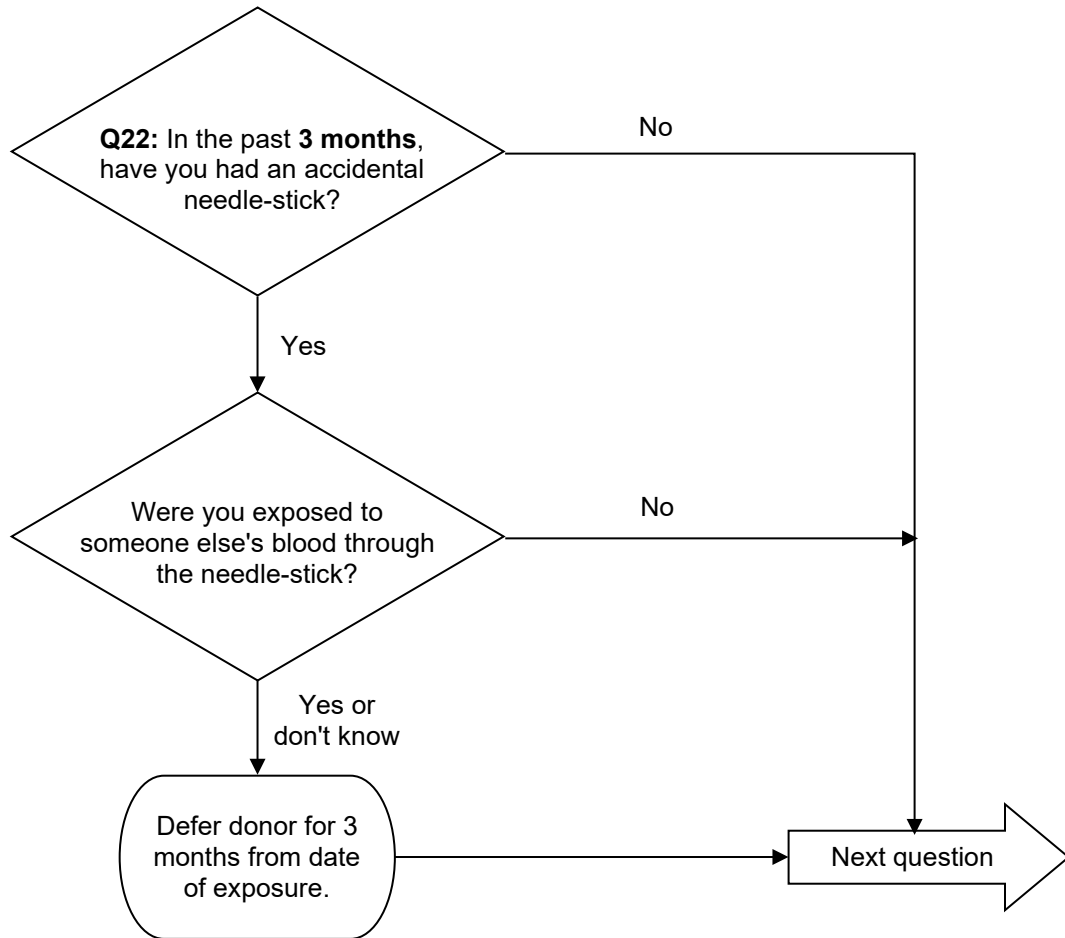 Q22: In the past 3 months,
have you had an accidental
needle-stick?
No
Yes
Were you exposed to
someone else's blood through
the needle-stick?
No
Yes or
don't know
Defer donor for 3
months from date
of exposure.
Next question